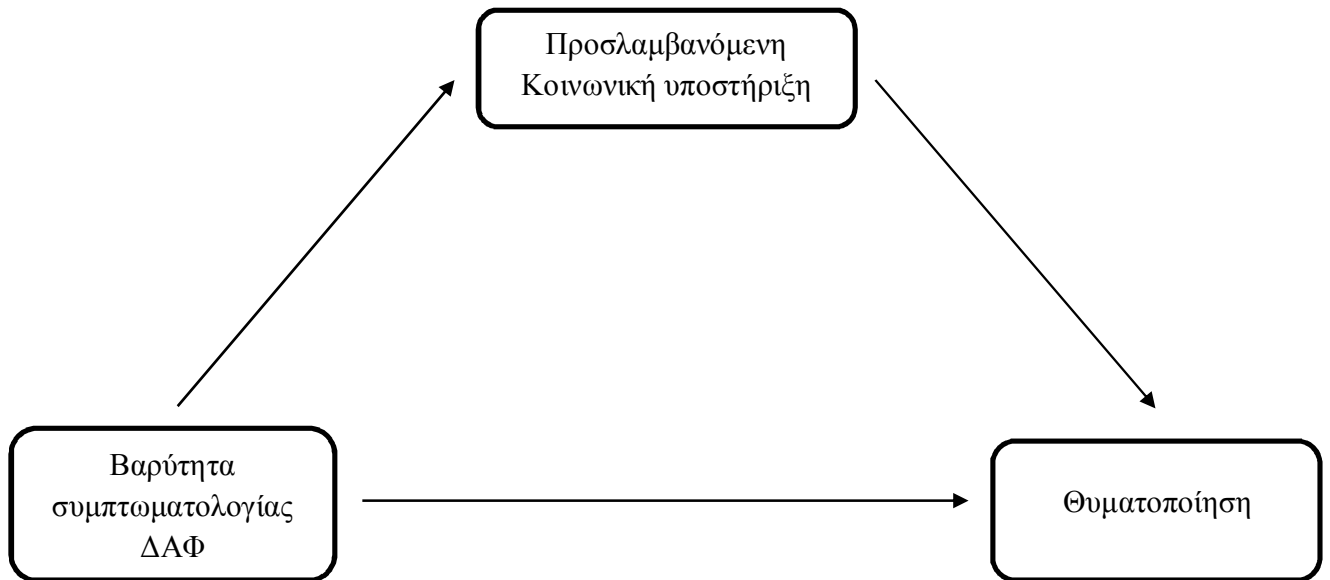 Προσλαμβανόμενη
Κοινωνική υποστήριξη
Βαρύτητα
συμπτωματολογίας
ΔΑΦ
Θυματοποίηση